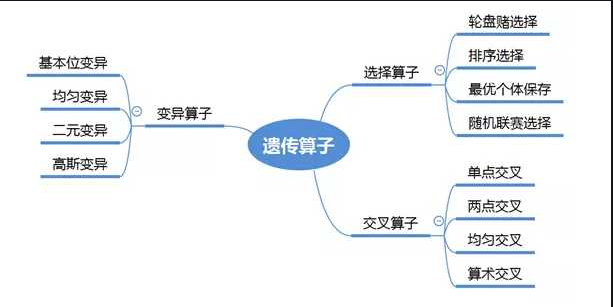 遗传算子
选择算子
轮盘赌选择
排序选择
最优个体保存
随机联赛选择
交叉算子
单点交叉
两点交叉
均匀交叉
算术交叉
变异算子
基本位变异
均匀变异
二元变异
高斯变异